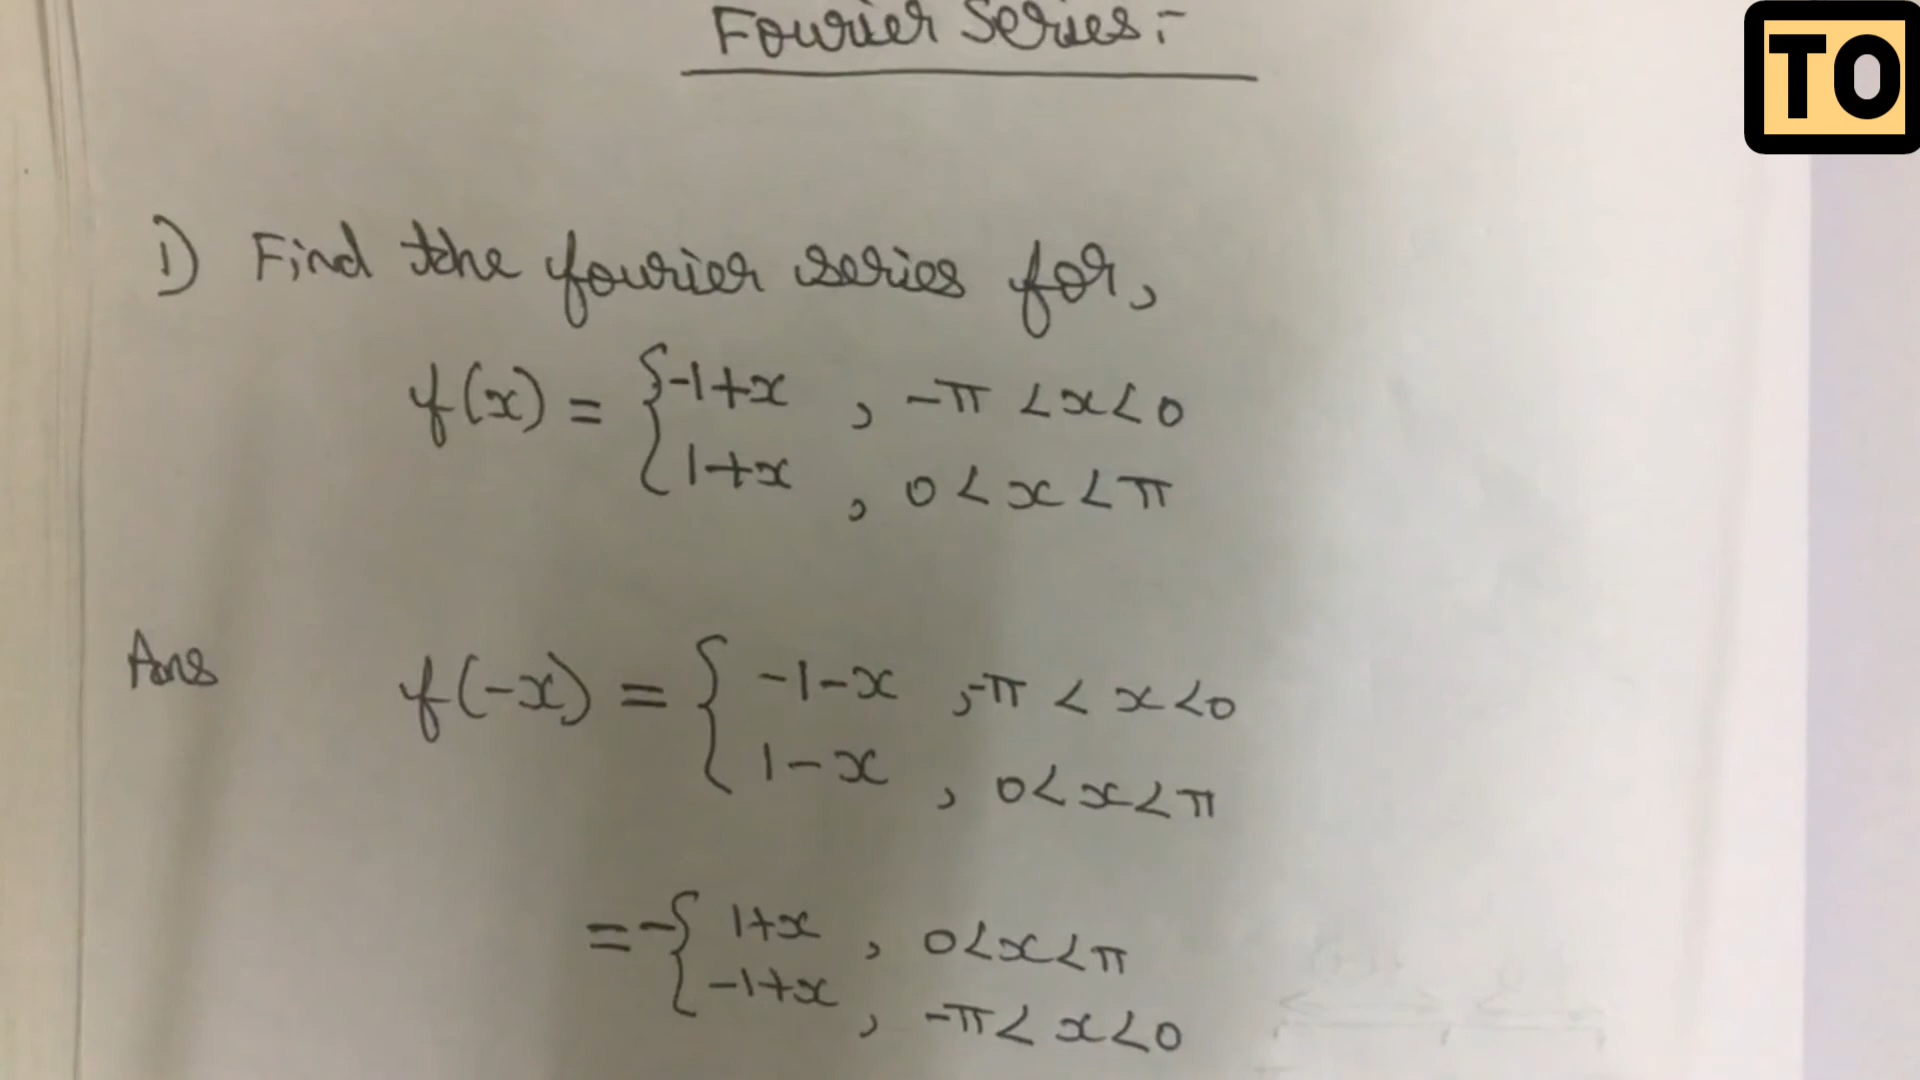 Fourier Series:-
TO
1) Find the fourier series for,
f(x) = { -1+x , -π < x < 0
1+x , 0 < x < π
Ans f(-x) = { -1-x , -π < x < 0
1-x , 0 < x < π
= -{ 1+x , 0 < x < π
-1+x , -π < x < 0